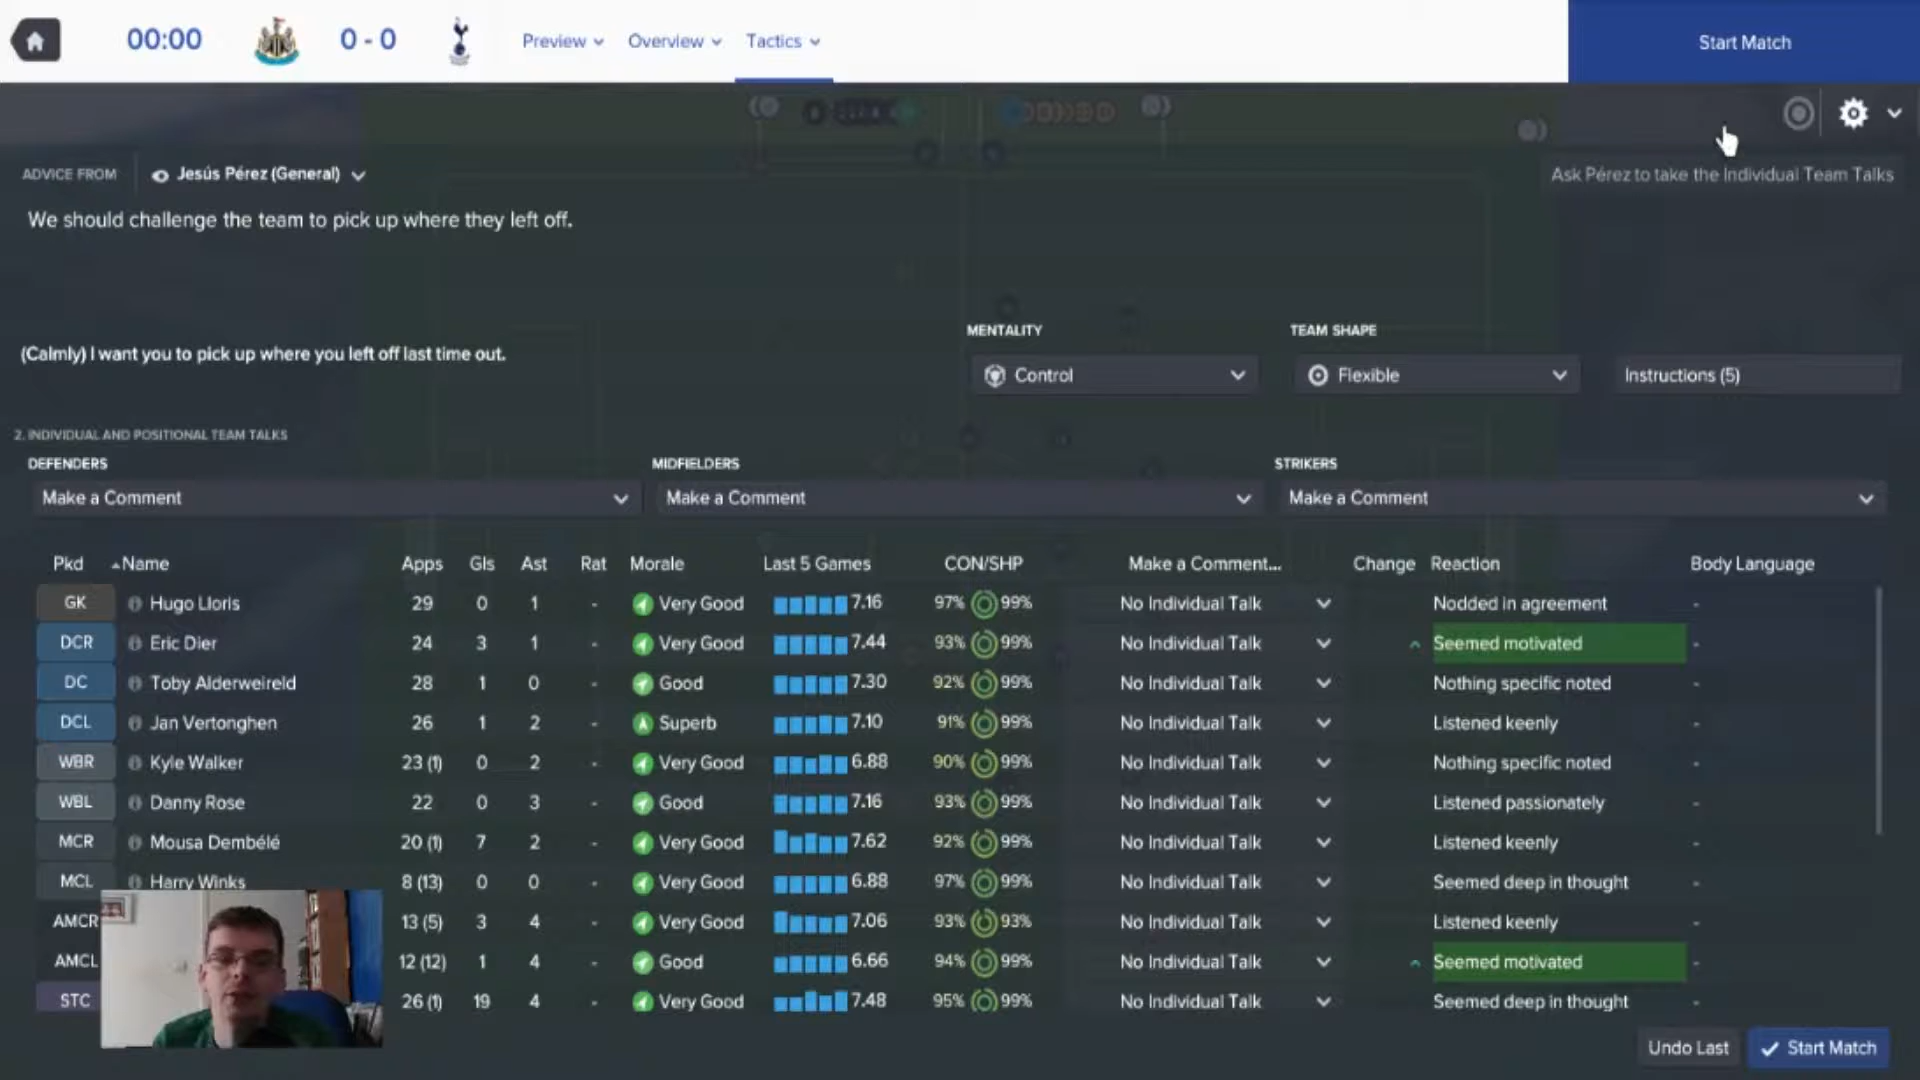 00:00 0 - 0 Preview Overview Tactics Start Match
ADVICE FROM Jesús Pérez (General) Ask Pérez to take the Individual Team Talks
We should challenge the team to pick up where they left off.
MENTALITY TEAM SHAPE
(Calmly) I want you to pick up where you left off last time out. Control Flexible Instructions (5)
2. INDIVIDUAL AND POSITIONAL TEAM TALKS
DEFENDERS MIDFIELDERS STRIKERS
Make a Comment Make a Comment Make a Comment
Pkd Name Apps Gls Ast Rat Morale Last 5 Games CON/SHP Make a Comment... Change Reaction Body Language
GK Hugo Lloris 29 0 1 - Very Good 7.16 97% 99% No Individual Talk Nodded in agreement -
DCR Eric Dier 24 3 1 - Very Good 7.44 93% 99% No Individual Talk Seemed motivated -
DC Toby Alderweireld 28 1 0 - Good 7.30 92% 99% No Individual Talk Nothing specific noted -
DCL Jan Vertonghen 26 1 2 - Superb 7.10 91% 99% No Individual Talk Listened keenly -
WBR Kyle Walker 23 (1) 0 2 - Very Good 6.88 90% 99% No Individual Talk Nothing specific noted -
WBL Danny Rose 22 0 3 - Good 7.16 93% 99% No Individual Talk Listened passionately -
MCR Mousa Dembélé 20 (1) 7 2 - Very Good 7.62 92% 99% No Individual Talk Listened keenly -
MCL Harry Winks 8 (13) 0 0 - Very Good 6.88 97% 99% No Individual Talk Seemed deep in thought -
AMCR 13 (5) 3 4 - Very Good 7.06 93% 93% No Individual Talk Listened keenly -
AMCL 12 (12) 1 4 - Good 6.66 94% 99% No Individual Talk Seemed motivated -
STC 26 (1) 19 4 - Very Good 7.48 95% 99% No Individual Talk Seemed deep in thought -
Undo Last Start Match